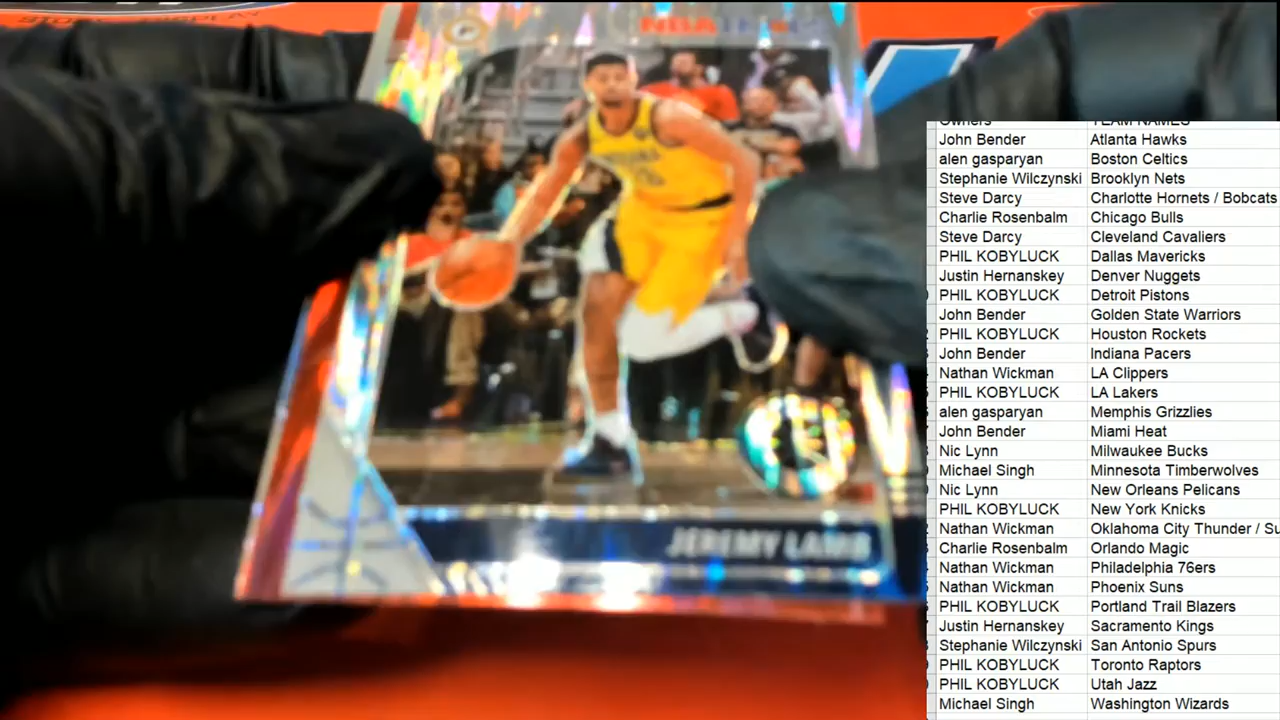 NBA
JEREMY LAMB
Owners TEAM NAMES
John Bender Atlanta Hawks
alen gasparyan Boston Celtics
Stephanie Wilczynski Brooklyn Nets
Steve Darcy Charlotte Hornets / Bobcats
Charlie Rosenbalm Chicago Bulls
Steve Darcy Cleveland Cavaliers
PHIL KOBYLUCK Dallas Mavericks
Justin Hernanskey Denver Nuggets
PHIL KOBYLUCK Detroit Pistons
John Bender Golden State Warriors
PHIL KOBYLUCK Houston Rockets
John Bender Indiana Pacers
Nathan Wickman LA Clippers
PHIL KOBYLUCK LA Lakers
alen gasparyan Memphis Grizzlies
John Bender Miami Heat
Nic Lynn Milwaukee Bucks
Michael Singh Minnesota Timberwolves
Nic Lynn New Orleans Pelicans
PHIL KOBYLUCK New York Knicks
Nathan Wickman Oklahoma City Thunder / Su
Charlie Rosenbalm Orlando Magic
Nathan Wickman Philadelphia 76ers
Nathan Wickman Phoenix Suns
PHIL KOBYLUCK Portland Trail Blazers
Justin Hernanskey Sacramento Kings
Stephanie Wilczynski San Antonio Spurs
PHIL KOBYLUCK Toronto Raptors
PHIL KOBYLUCK Utah Jazz
Michael Singh Washington Wizards